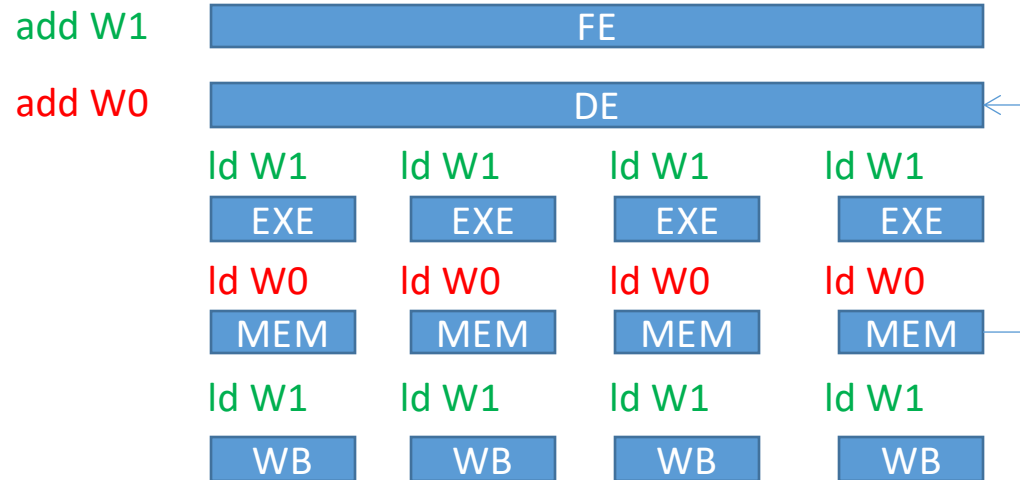 add W1 FE
add W0 DE
ld W1 ld W1 ld W1 ld W1
EXE EXE EXE EXE
ld W0 ld W0 ld W0 ld W0
MEM MEM MEM MEM
ld W1 ld W1 ld W1 ld W1
WB WB WB WB